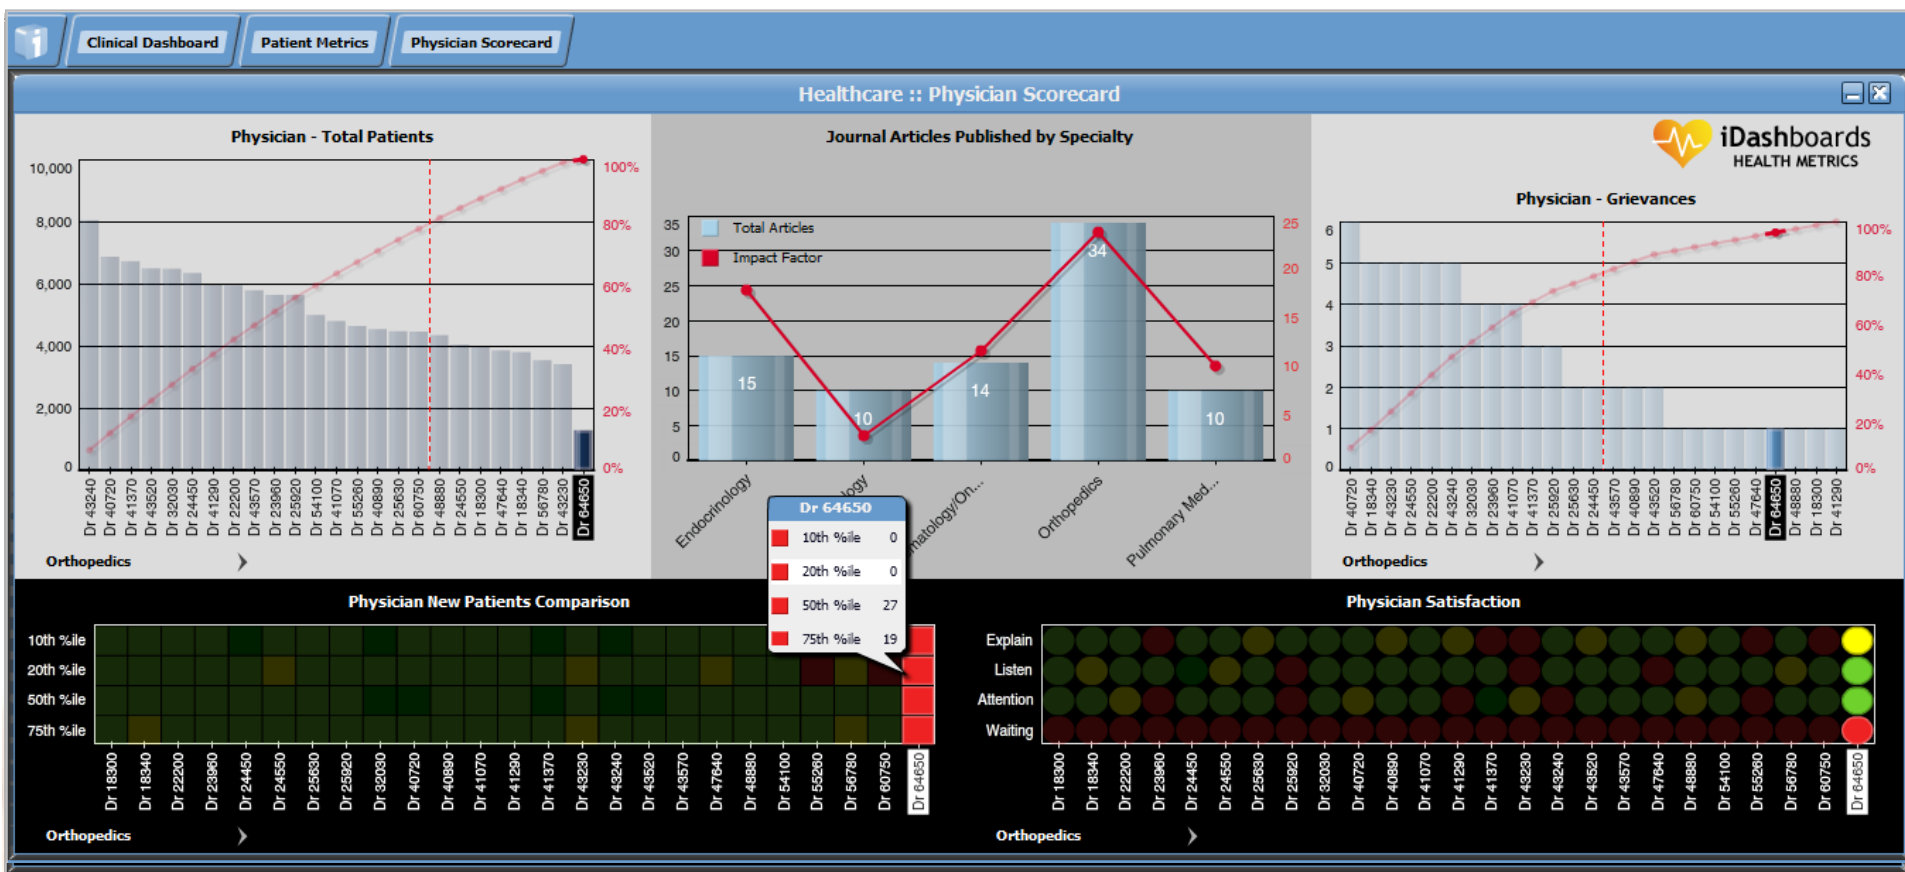 Clinical Dashboard
Patient Metrics
Physician Scorecard
Healthcare :: Physician Scorecard
Physician - Total Patients
10,000
8,000
6,000
4,000
2,000
0
100%
80%
60%
40%
20%
0%
Dr 43240
Dr 40720
Dr 41370
Dr 43520
Dr 32030
Dr 24450
Dr 41290
Dr 22200
Dr 43570
Dr 23960
Dr 25920
Dr 54100
Dr 41070
Dr 55260
Dr 40890
Dr 25630
Dr 60750
Dr 48880
Dr 24550
Dr 18300
Dr 47640
Dr 18340
Dr 56780
Dr 43230
Dr 64650
Orthopedics
Journal Articles Published by Specialty
Total Articles
Impact Factor
35
30
25
20
15
10
5
0
25
20
15
10
5
0
15
10
14
34
10
Endocrinology
ology
matology/On...
Orthopedics
Pulmonary Med...
iDashboards
HEALTH METRICS
Physician - Grievances
6
5
4
3
2
1
0
100%
80%
60%
40%
20%
0%
Dr 40720
Dr 18340
Dr 43230
Dr 24550
Dr 22200
Dr 43240
Dr 32030
Dr 23960
Dr 41070
Dr 41370
Dr 25920
Dr 25630
Dr 24450
Dr 43570
Dr 40890
Dr 43520
Dr 56780
Dr 60750
Dr 54100
Dr 55260
Dr 47640
Dr 64650
Dr 48880
Dr 18300
Dr 41290
Orthopedics
Dr 64650
10th %ile 0
20th %ile 0
50th %ile 27
75th %ile 19
Physician New Patients Comparison
10th %ile
20th %ile
50th %ile
75th %ile
Dr 18300
Dr 18340
Dr 22200
Dr 23960
Dr 24450
Dr 24550
Dr 25630
Dr 25920
Dr 32030
Dr 40720
Dr 40890
Dr 41070
Dr 41290
Dr 41370
Dr 43230
Dr 43240
Dr 43520
Dr 43570
Dr 47640
Dr 48880
Dr 54100
Dr 55260
Dr 56780
Dr 60750
Dr 64650
Orthopedics
Physician Satisfaction
Explain
Listen
Attention
Waiting
Dr 18300
Dr 18340
Dr 22200
Dr 23960
Dr 24450
Dr 24550
Dr 25630
Dr 25920
Dr 32030
Dr 40720
Dr 40890
Dr 41070
Dr 41290
Dr 41370
Dr 43230
Dr 43240
Dr 43520
Dr 43570
Dr 47640
Dr 48880
Dr 54100
Dr 55260
Dr 56780
Dr 60750
Dr 64650
Orthopedics